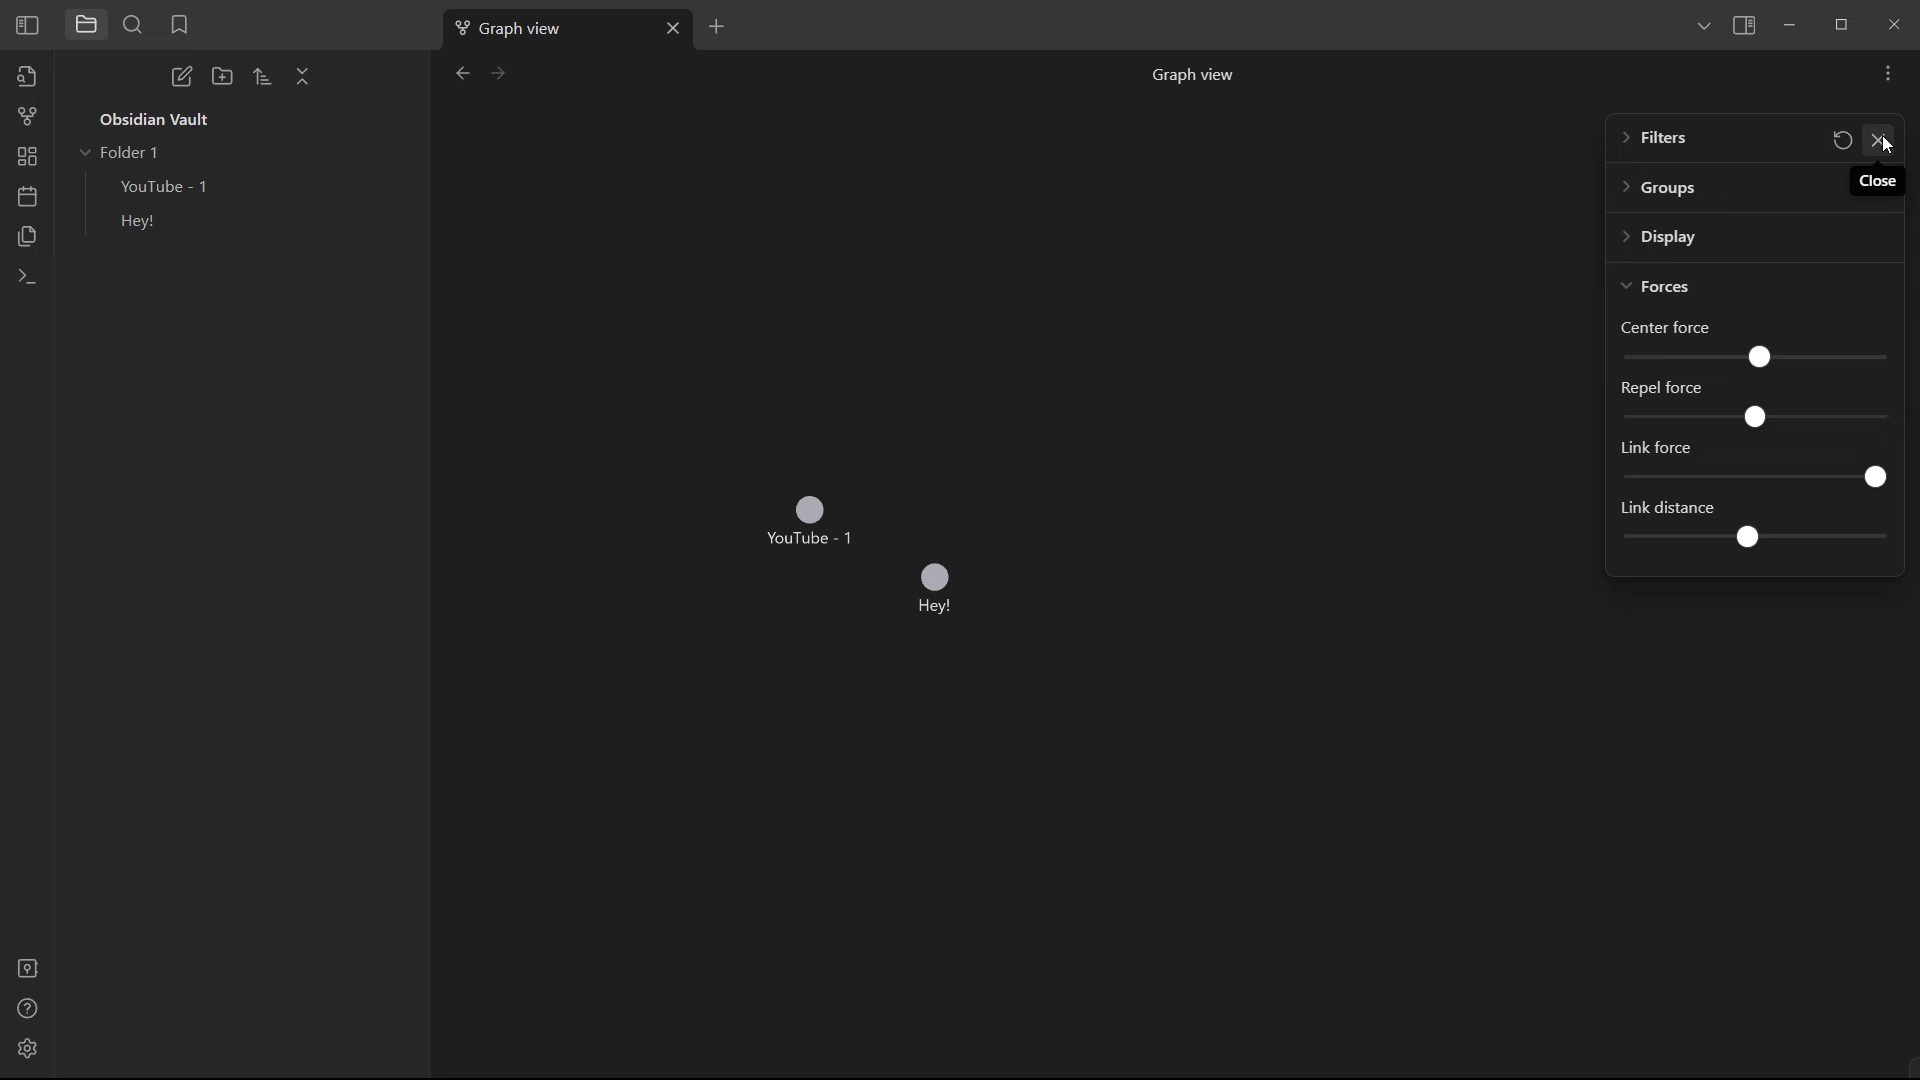 Graph view
Graph view
Obsidian Vault
Folder 1
YouTube - 1
Hey!
Filters
Close
Groups
Display
Forces
Center force
Repel force
Link force
Link distance
YouTube - 1
Hey!